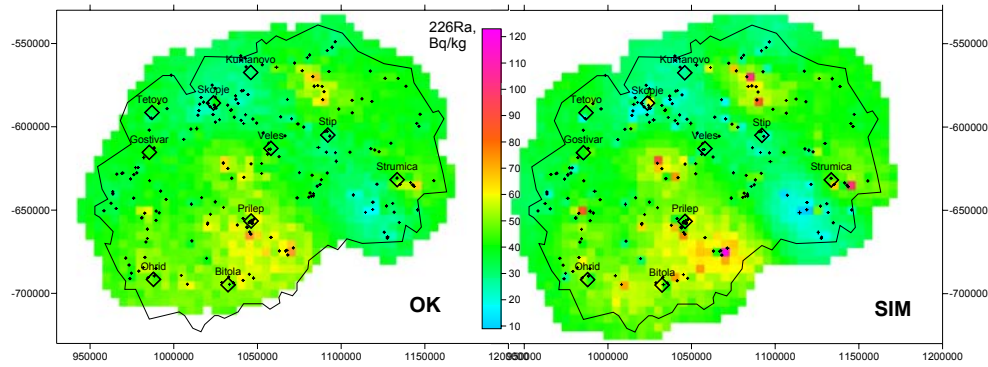 226Ra,
Bq/kg
120
110
100
90
80
70
60
50
40
30
20
10
-550000
-600000
-650000
-700000
Kumanovo
Skopje
Tetovo
Gostivar
Veles
Stip
Strumica
Prilep
Ohrid
Bitola
OK
950000
1000000
1050000
1100000
1150000
1200000
Kumanovo
Skopje
Tetovo
Gostivar
Veles
Stip
Strumica
Prilep
Ohrid
Bitola
SIM
-550000
-600000
-650000
-700000
950000
1000000
1050000
1100000
1150000
1200000